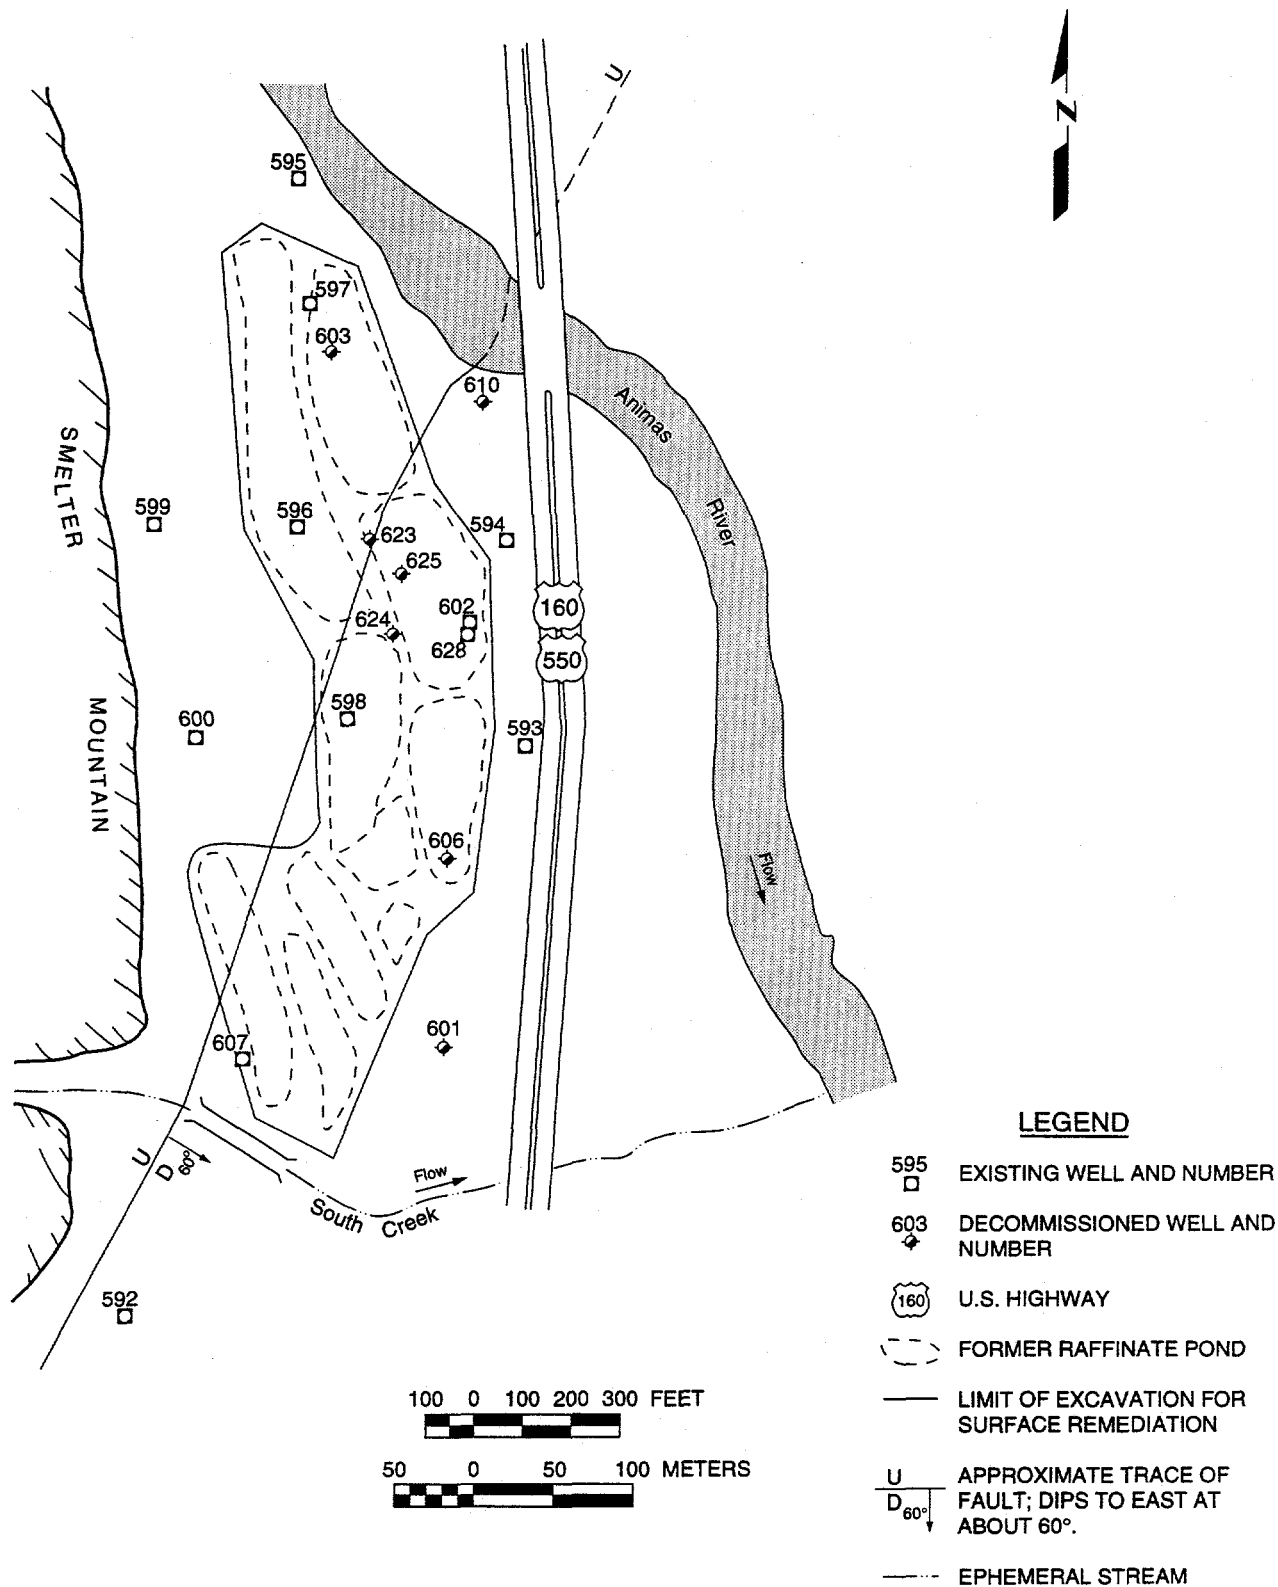 U
N
595
597
603
610
Animas
River
SMELTER
MOUNTAIN
599
596
623
594
625
602
160
624
628
550
598
600
593
606
Flow
601
607
U
D 60°
Flow
South Creek
592
LEGEND
595 EXISTING WELL AND NUMBER
603 DECOMMISSIONED WELL AND
NUMBER
160 U.S. HIGHWAY
FORMER RAFFINATE POND
LIMIT OF EXCAVATION FOR
SURFACE REMEDIATION
U APPROXIMATE TRACE OF
D 60° FAULT; DIPS TO EAST AT
ABOUT 60°.
EPHEMERAL STREAM
100 0 100 200 300 FEET
50 0 50 100 METERS